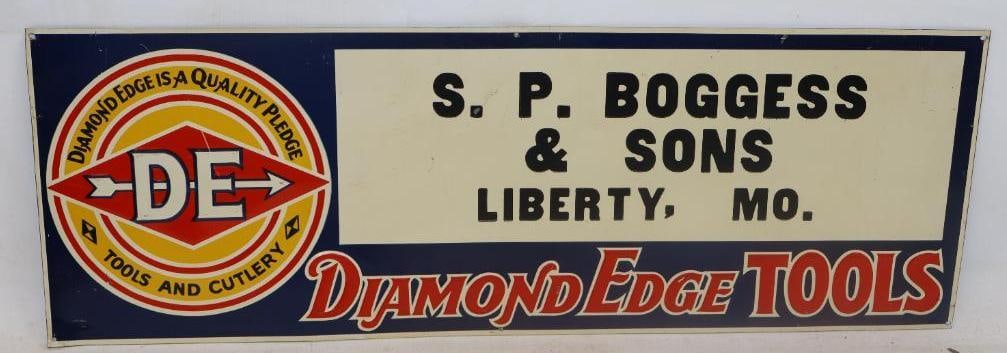 DIAMOND EDGE IS A QUALITY PLEDGE
DE
TOOLS AND CUTLERY
S. P. BOGGESS
& SONS
LIBERTY, MO.
DIAMOND EDGE TOOLS